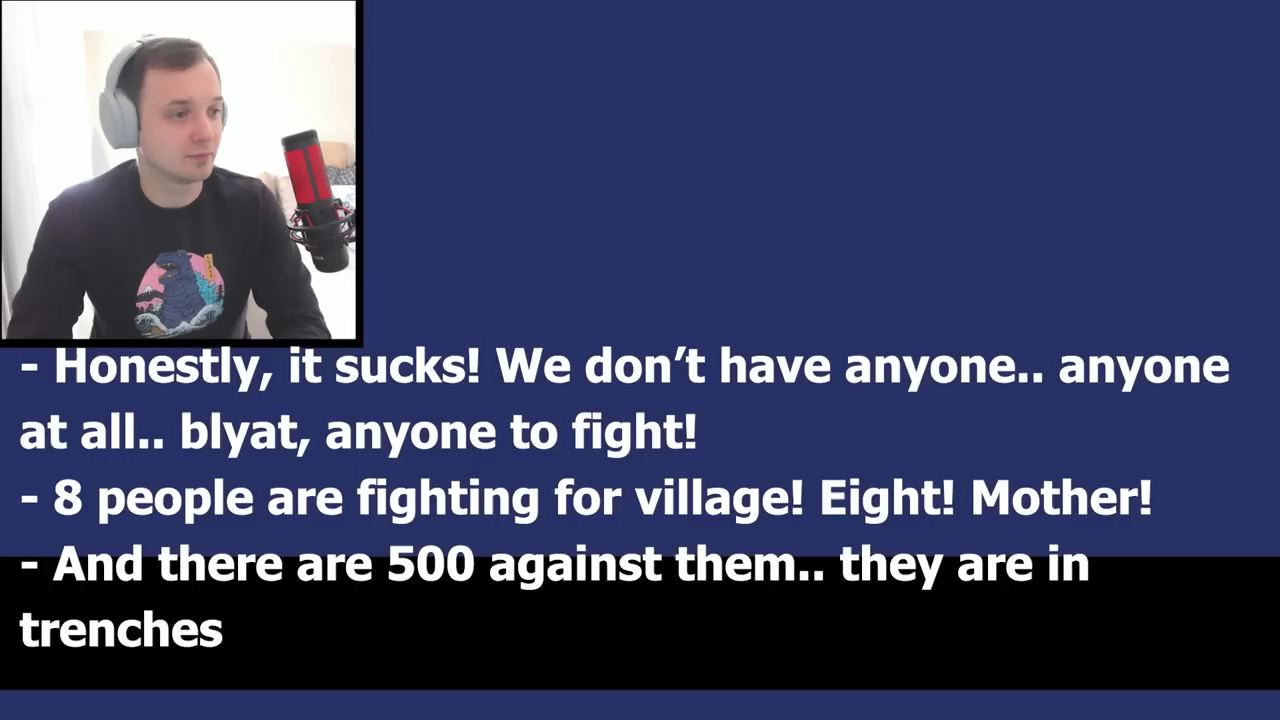 - Honestly, it sucks! We don’t have anyone.. anyone
at all.. blyat, anyone to fight!
- 8 people are fighting for village! Eight! Mother!
- And there are 500 against them.. they are in
trenches